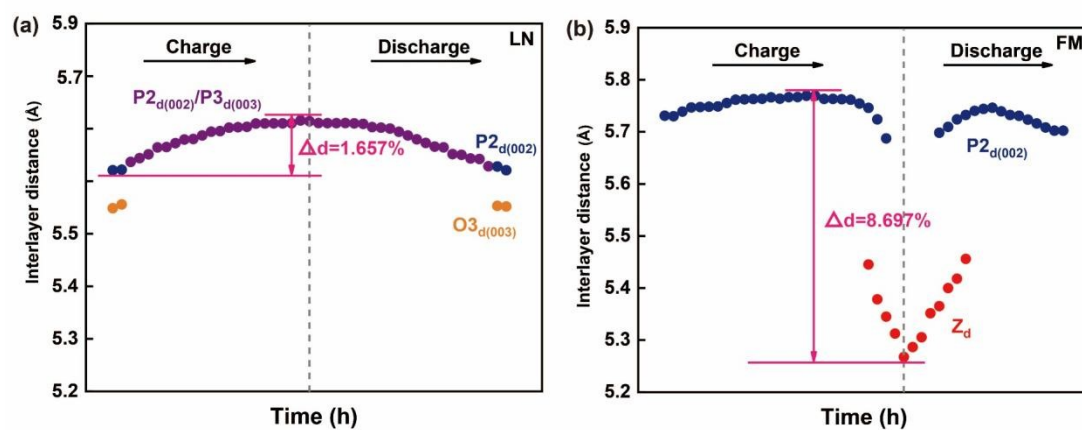 (a)
LN
Charge
Discharge
P2d(002)/P3d(003)
Δd=1.657%
P2d(002)
O3d(003)
Interlayer distance (Å)
5.9
5.7
5.5
5.3
5.2
Time (h)
(b)
FM
Charge
Discharge
P2d(002)
Δd=8.697%
Zd
Interlayer distance (Å)
5.9
5.8
5.7
5.6
5.5
5.4
5.3
5.2
Time (h)